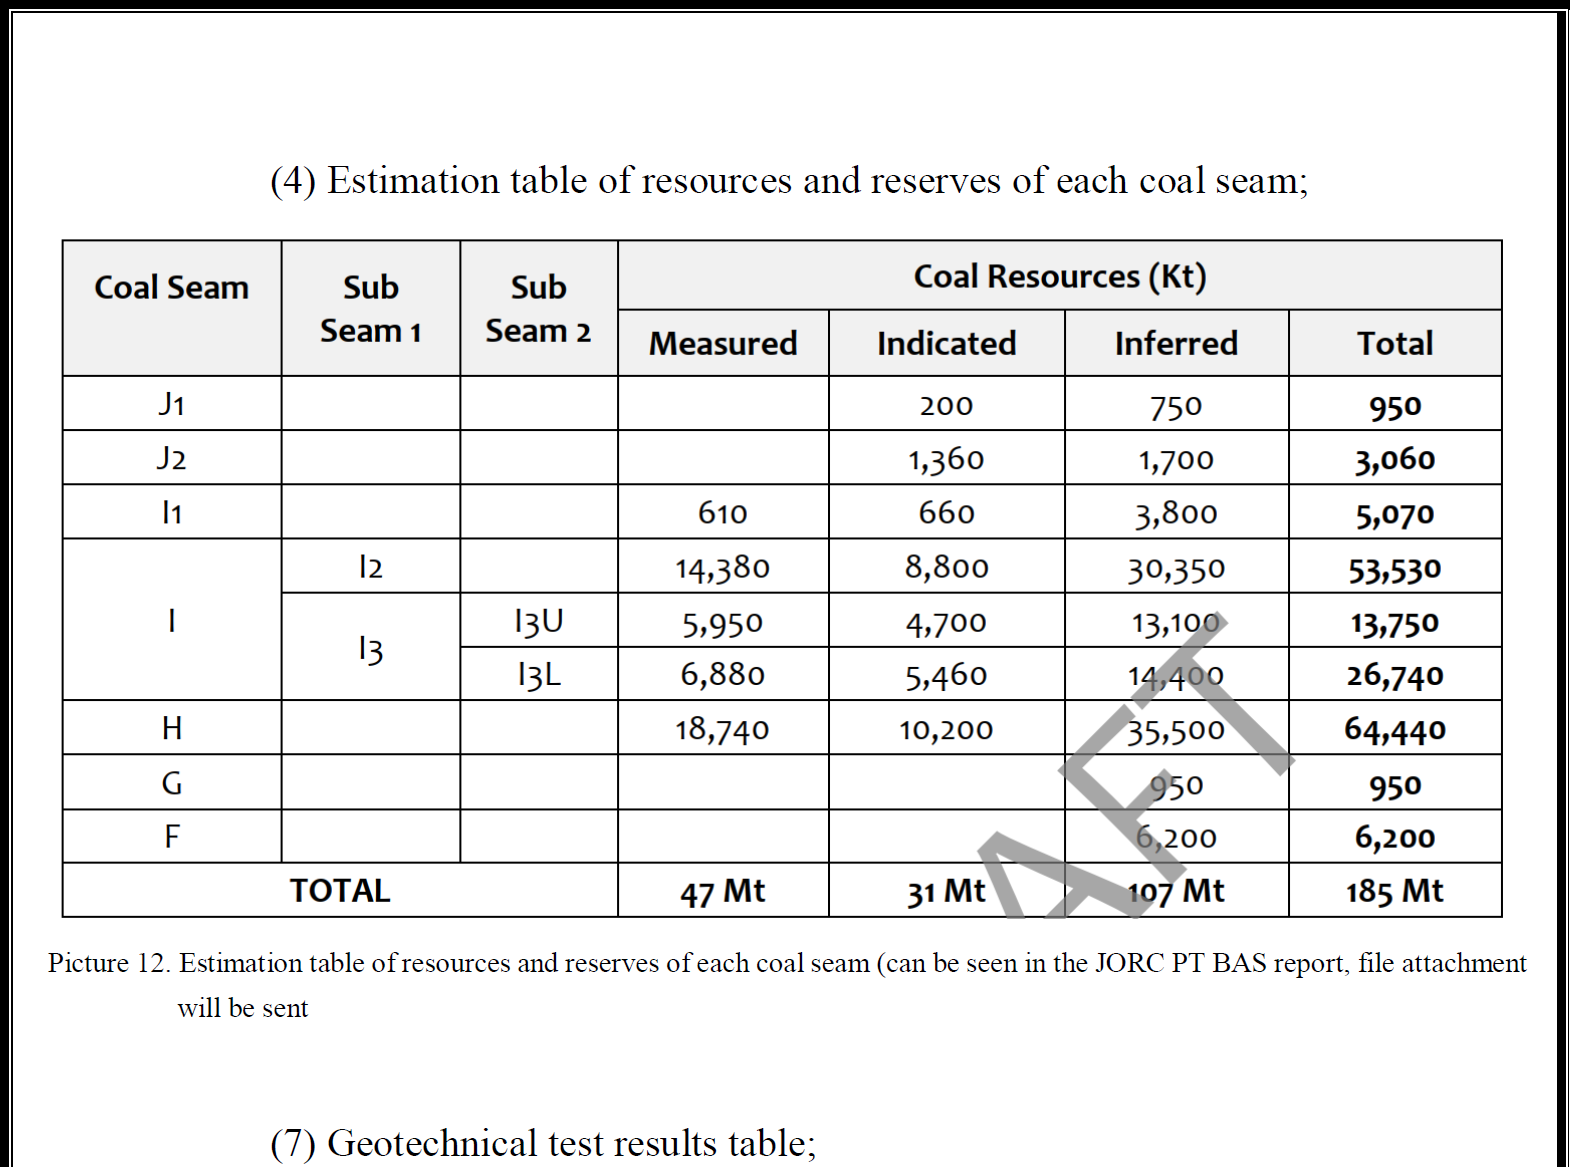 (4) Estimation table of resources and reserves of each coal seam;
Coal Seam Sub Seam 1 Sub Seam 2 Coal Resources (Kt)
Measured Indicated Inferred Total
J1 200 750 950
J2 1,360 1,700 3,060
I1 610 660 3,800 5,070
I I2 14,380 8,800 30,350 53,530
I3 I3U 5,950 4,700 13,100 13,750
I3L 6,880 5,460 14,400 26,740
H 18,740 10,200 35,500 64,440
G 950 950
F 6,200 6,200
TOTAL 47 Mt 31 Mt 107 Mt 185 Mt
AFT
Picture 12. Estimation table of resources and reserves of each coal seam (can be seen in the JORC PT BAS report, file attachment
will be sent
(7) Geotechnical test results table;